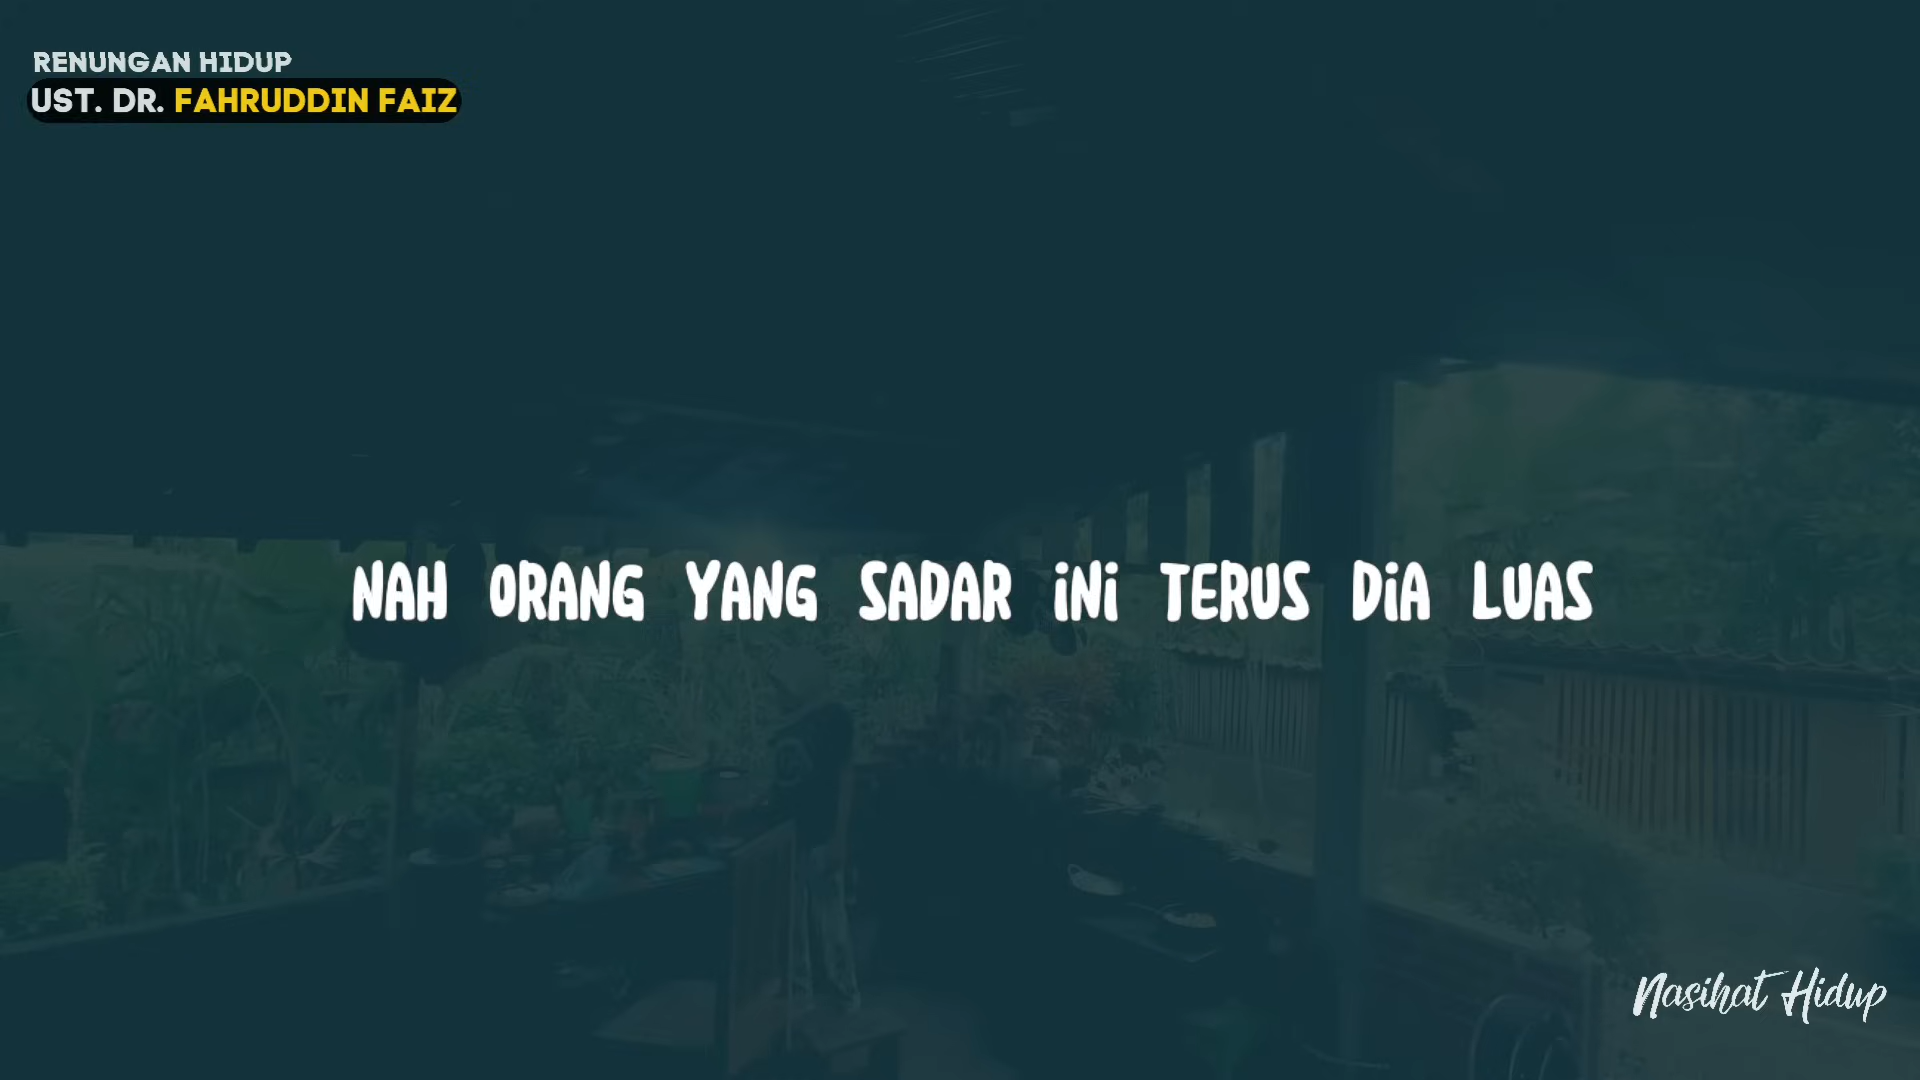 RENUNGAN HIDUP
UST. DR. FAHRUDDIN FAIZ
NAH ORANG YANG SADAR iNi TERUS DiA LUAS
Nasihat Hidup